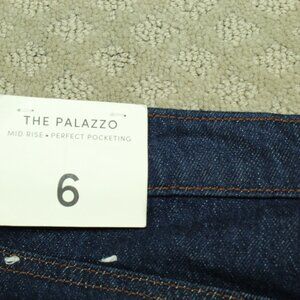 THE PALAZZO
MID RISE • PERFECT POCKETING
6